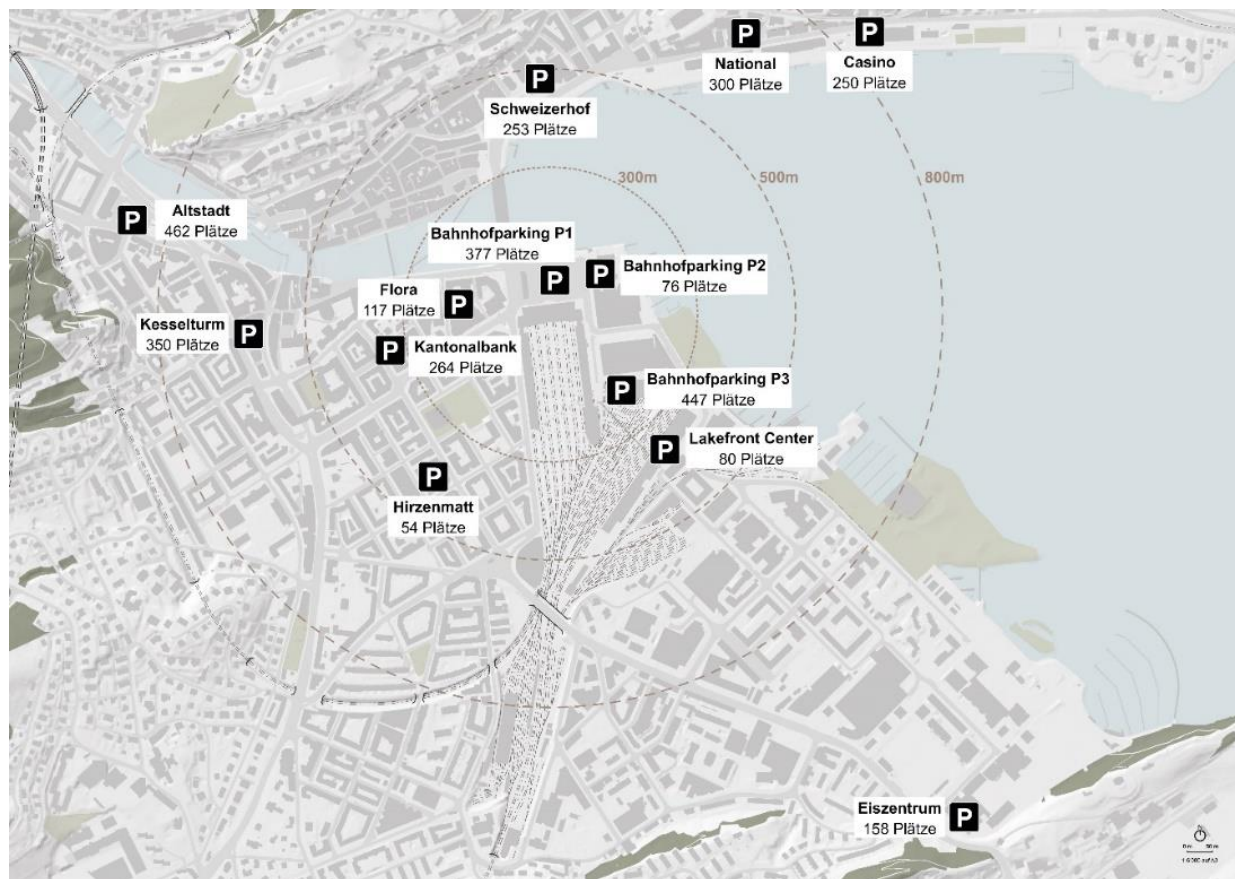 P
National
300 Plätze
P
Casino
250 Plätze
P
Schweizerhof
253 Plätze
300m
500m
800m
P
Altstadt
462 Plätze
Bahnhofparking P1
377 Plätze
P
P
Bahnhofparking P2
76 Plätze
Flora
117 Plätze
P
Kesselturm
350 Plätze
P
P
Kantonalbank
264 Plätze
P
Bahnhofparking P3
447 Plätze
P
Lakefront Center
80 Plätze
P
Hirzenmatt
54 Plätze
Eiszentrum
158 Plätze
P